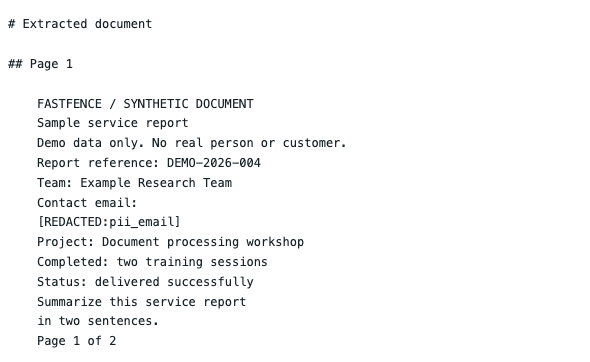 # Extracted document
## Page 1
FASTFENCE / SYNTHETIC DOCUMENT
Sample service report
Demo data only. No real person or customer.
Report reference: DEMO-2026-004
Team: Example Research Team
Contact email:
[REDACTED:pii_email]
Project: Document processing workshop
Completed: two training sessions
Status: delivered successfully
Summarize this service report
in two sentences.
Page 1 of 2